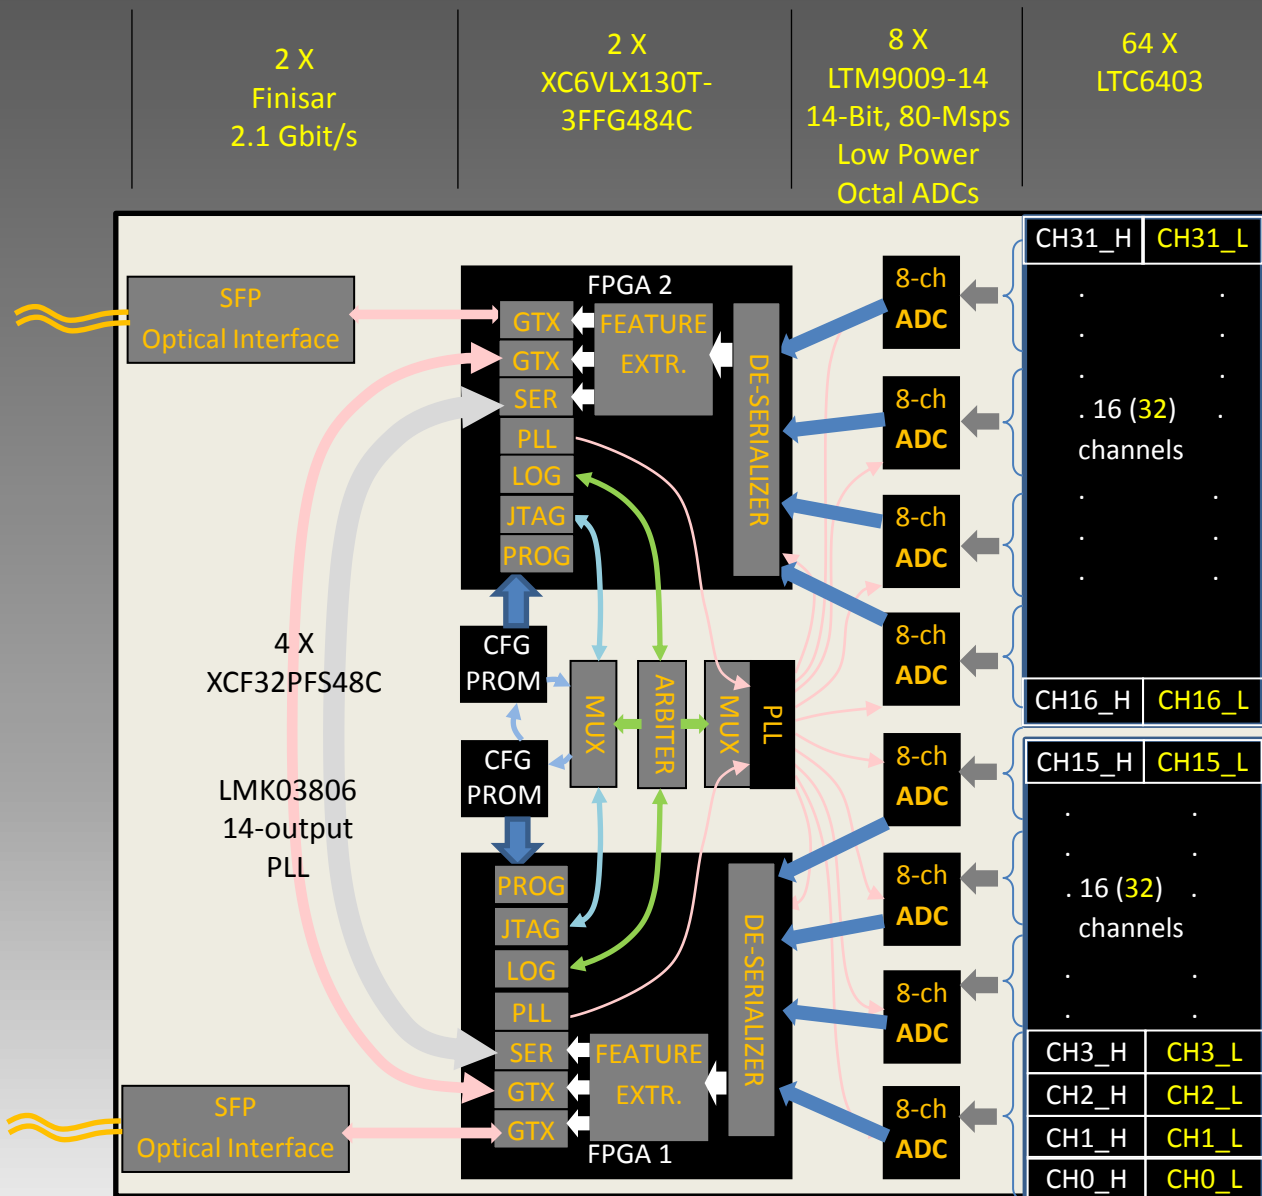 2 X
Finisar
2.1 Gbit/s
2 X
XC6VLX130T-
3FFG484C
8 X
LTM9009-14
14-Bit, 80-Msps
Low Power
Octal ADCs
64 X
LTC6403
SFP
Optical Interface
FPGA 2
GTX
GTX
SER
PLL
LOG
JTAG
PROG
FEATURE
EXTR.
DE-SERIALIZER
8-ch
ADC
8-ch
ADC
8-ch
ADC
8-ch
ADC
CH31_H CH31_L
. .
. .
. .
. 16 (32) .
channels
. .
. .
. .
CH16_H CH16_L
4 X
XCF32PFS48C
LMK03806
14-output
PLL
CFG
PROM
CFG
PROM
MUX
ARBITER
MUX
PLL
8-ch
ADC
8-ch
ADC
8-ch
ADC
8-ch
ADC
CH15_H CH15_L
. .
. .
. 16 (32) .
channels
. .
. .
CH3_H CH3_L
CH2_H CH2_L
CH1_H CH1_L
CH0_H CH0_L
PROG
JTAG
LOG
PLL
SER
GTX
GTX
FEATURE
EXTR.
DE-SERIALIZER
FPGA 1
SFP
Optical Interface